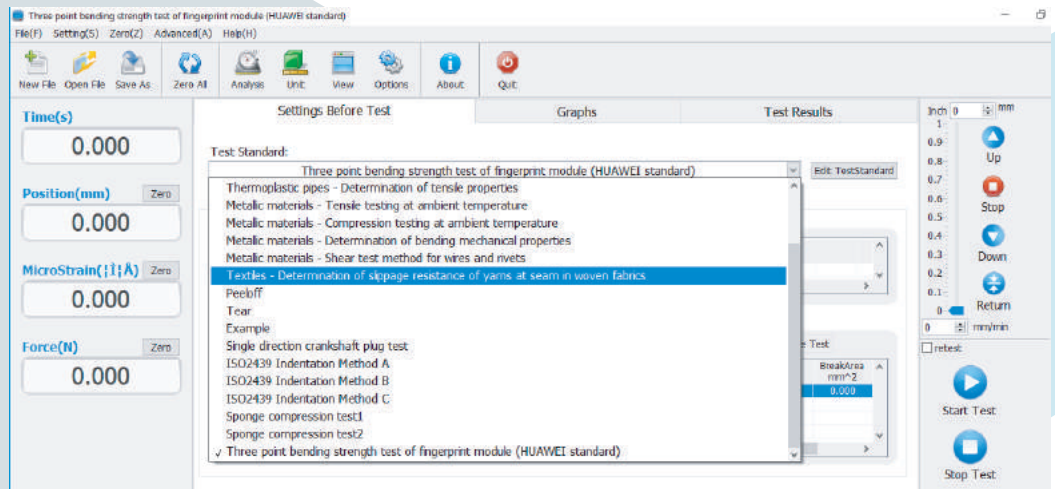 Three point bending strength test of fingerprint module (HUAWEI standard)
File(F) Setting(S) Zero(Z) Advanced(A) Help(H)
New File Open File Save As Zero All Analysis Unit View Options About Quit
Time(s)
0.000
Position(mm) Zero
0.000
MicroStrain(¦Ì¦Å) Zero
0.000
Force(N) Zero
0.000
Settings Before Test Graphs Test Results
Test Standard:
Three point bending strength test of fingerprint module (HUAWEI standard) Edit TestStandard
Thermoplastic pipes - Determination of tensile properties
Metallic materials - Tensile testing at ambient temperature
Metallic materials - Compression testing at ambient temperature
Metallic materials - Determination of bending mechanical properties
Metallic materials - Shear test method for wires and rivets
Textiles - Determination of slippage resistance of yarns at seam in woven fabrics
Peeloff
Tear
Example
Single direction crankshaft plug test
ISO2439 Indentation Method A
ISO2439 Indentation Method B
ISO2439 Indentation Method C
Sponge compression test1
Sponge compression test2
✓ Three point bending strength test of fingerprint module (HUAWEI standard)
e Test
BreakArea
mm^2
0.000
Inch 0 mm
1
0.9
0.8
0.7
0.6
0.5
0.4
0.3
0.2
0.1
0
Up
Stop
Down
Return
0 mm/min
retest
Start Test
Stop Test